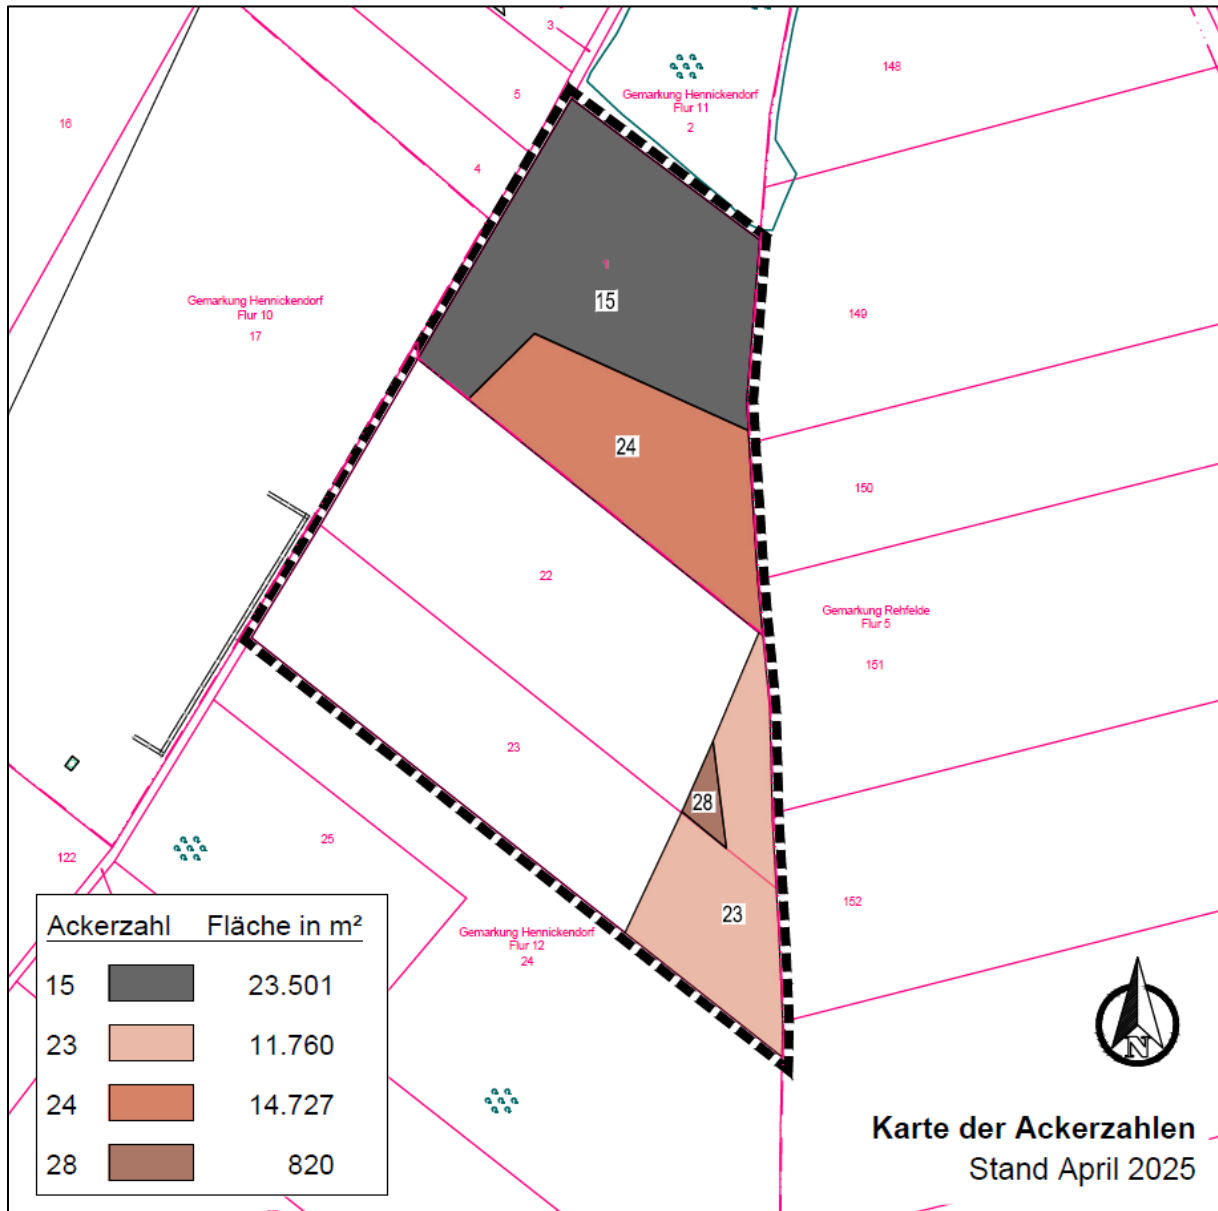 3
148
5
Gemarkung Hennickendorf
Flur 11
2
16
4
1
15
Gemarkung Hennickendorf
Flur 10
17
149
24
150
22
Gemarkung Rehfelde
Flur 5
151
23
28
25
122
152
23
Gemarkung Hennickendorf
Flur 12
24
Ackerzahl Fläche in m²
15 23.501
23 11.760
24 14.727
28 820
N
Karte der Ackerzahlen
Stand April 2025